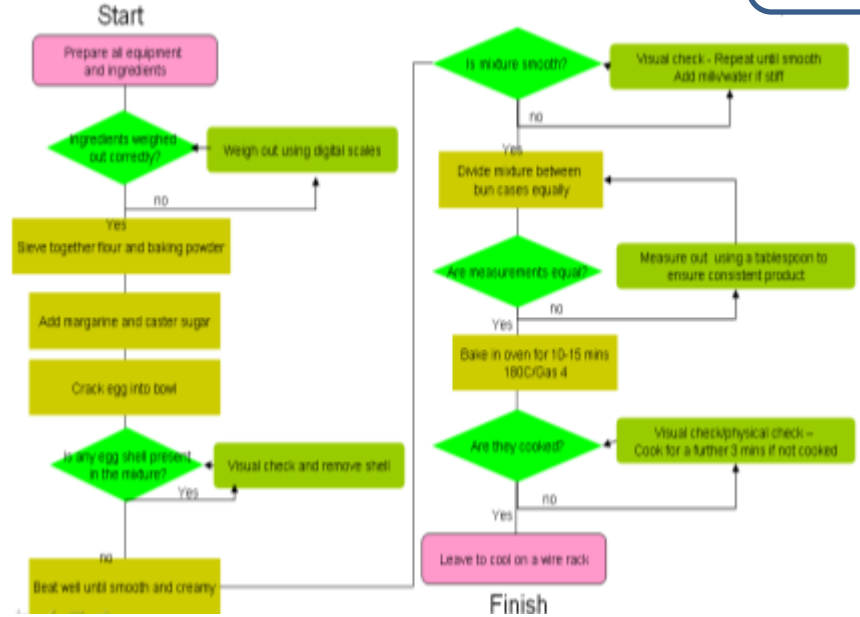 Start
Prepare all equipment
and ingredients
Ingredients weighed
out correctly?
Weigh out using digital scales
no
Yes
Sieve together flour and baking powder
Add margarine and caster sugar
Crack egg into bowl
Is any egg shell present
in the mixture?
Visual check and remove shell
Yes
no
Beat well until smooth and creamy
Is mixture smooth?
Visual check - Repeat until smooth
Add milk/water if stiff
no
Yes
Divide mixture between
bun cases equally
Are measurements equal?
Measure out using a tablespoon to
ensure consistent product
no
Yes
Bake in oven for 10-15 mins
180C/Gas 4
Are they cooked?
Visual check/physical check –
Cook for a further 3 mins if not cooked
no
Yes
Leave to cool on a wire rack
Finish